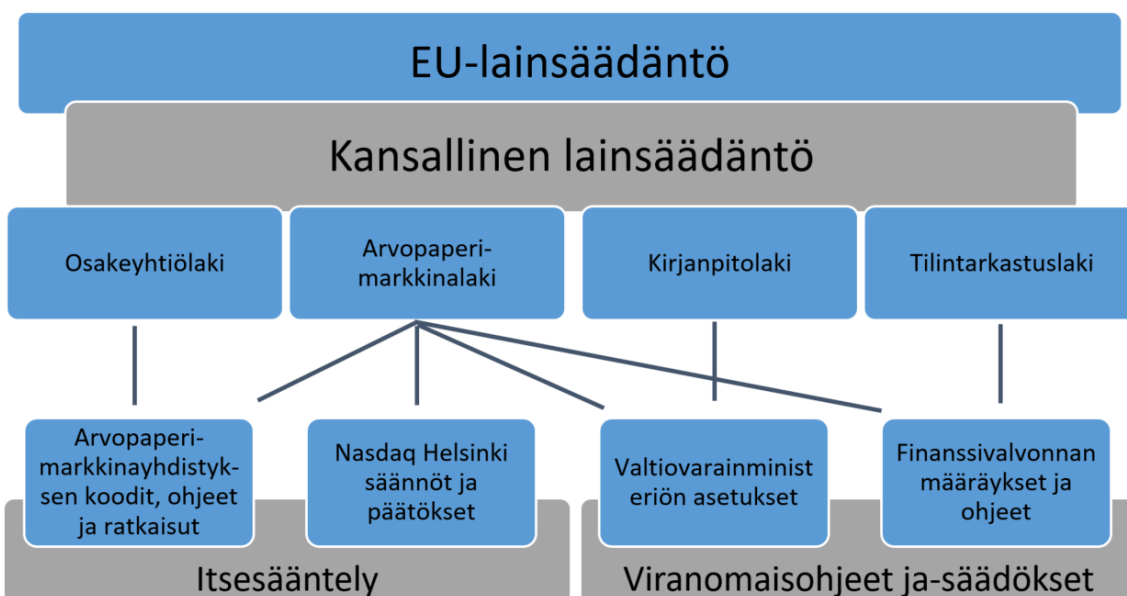 EU-lainsäädäntö
Kansallinen lainsäädäntö
Osakeyhtiölaki
Arvopaperi-
markkinalaki
Kirjanpitolaki
Tilintarkastuslaki
Arvopaperi-
markkinayhdistyk-
sen koodit, ohjeet
ja ratkaisut
Nasdaq Helsinki
säännöt ja
päätökset
Valtiovarainminist
eriön asetukset
Finanssivalvonnan
määräykset ja
ohjeet
Itsesääntely
Viranomaisohjeet ja-säädökset